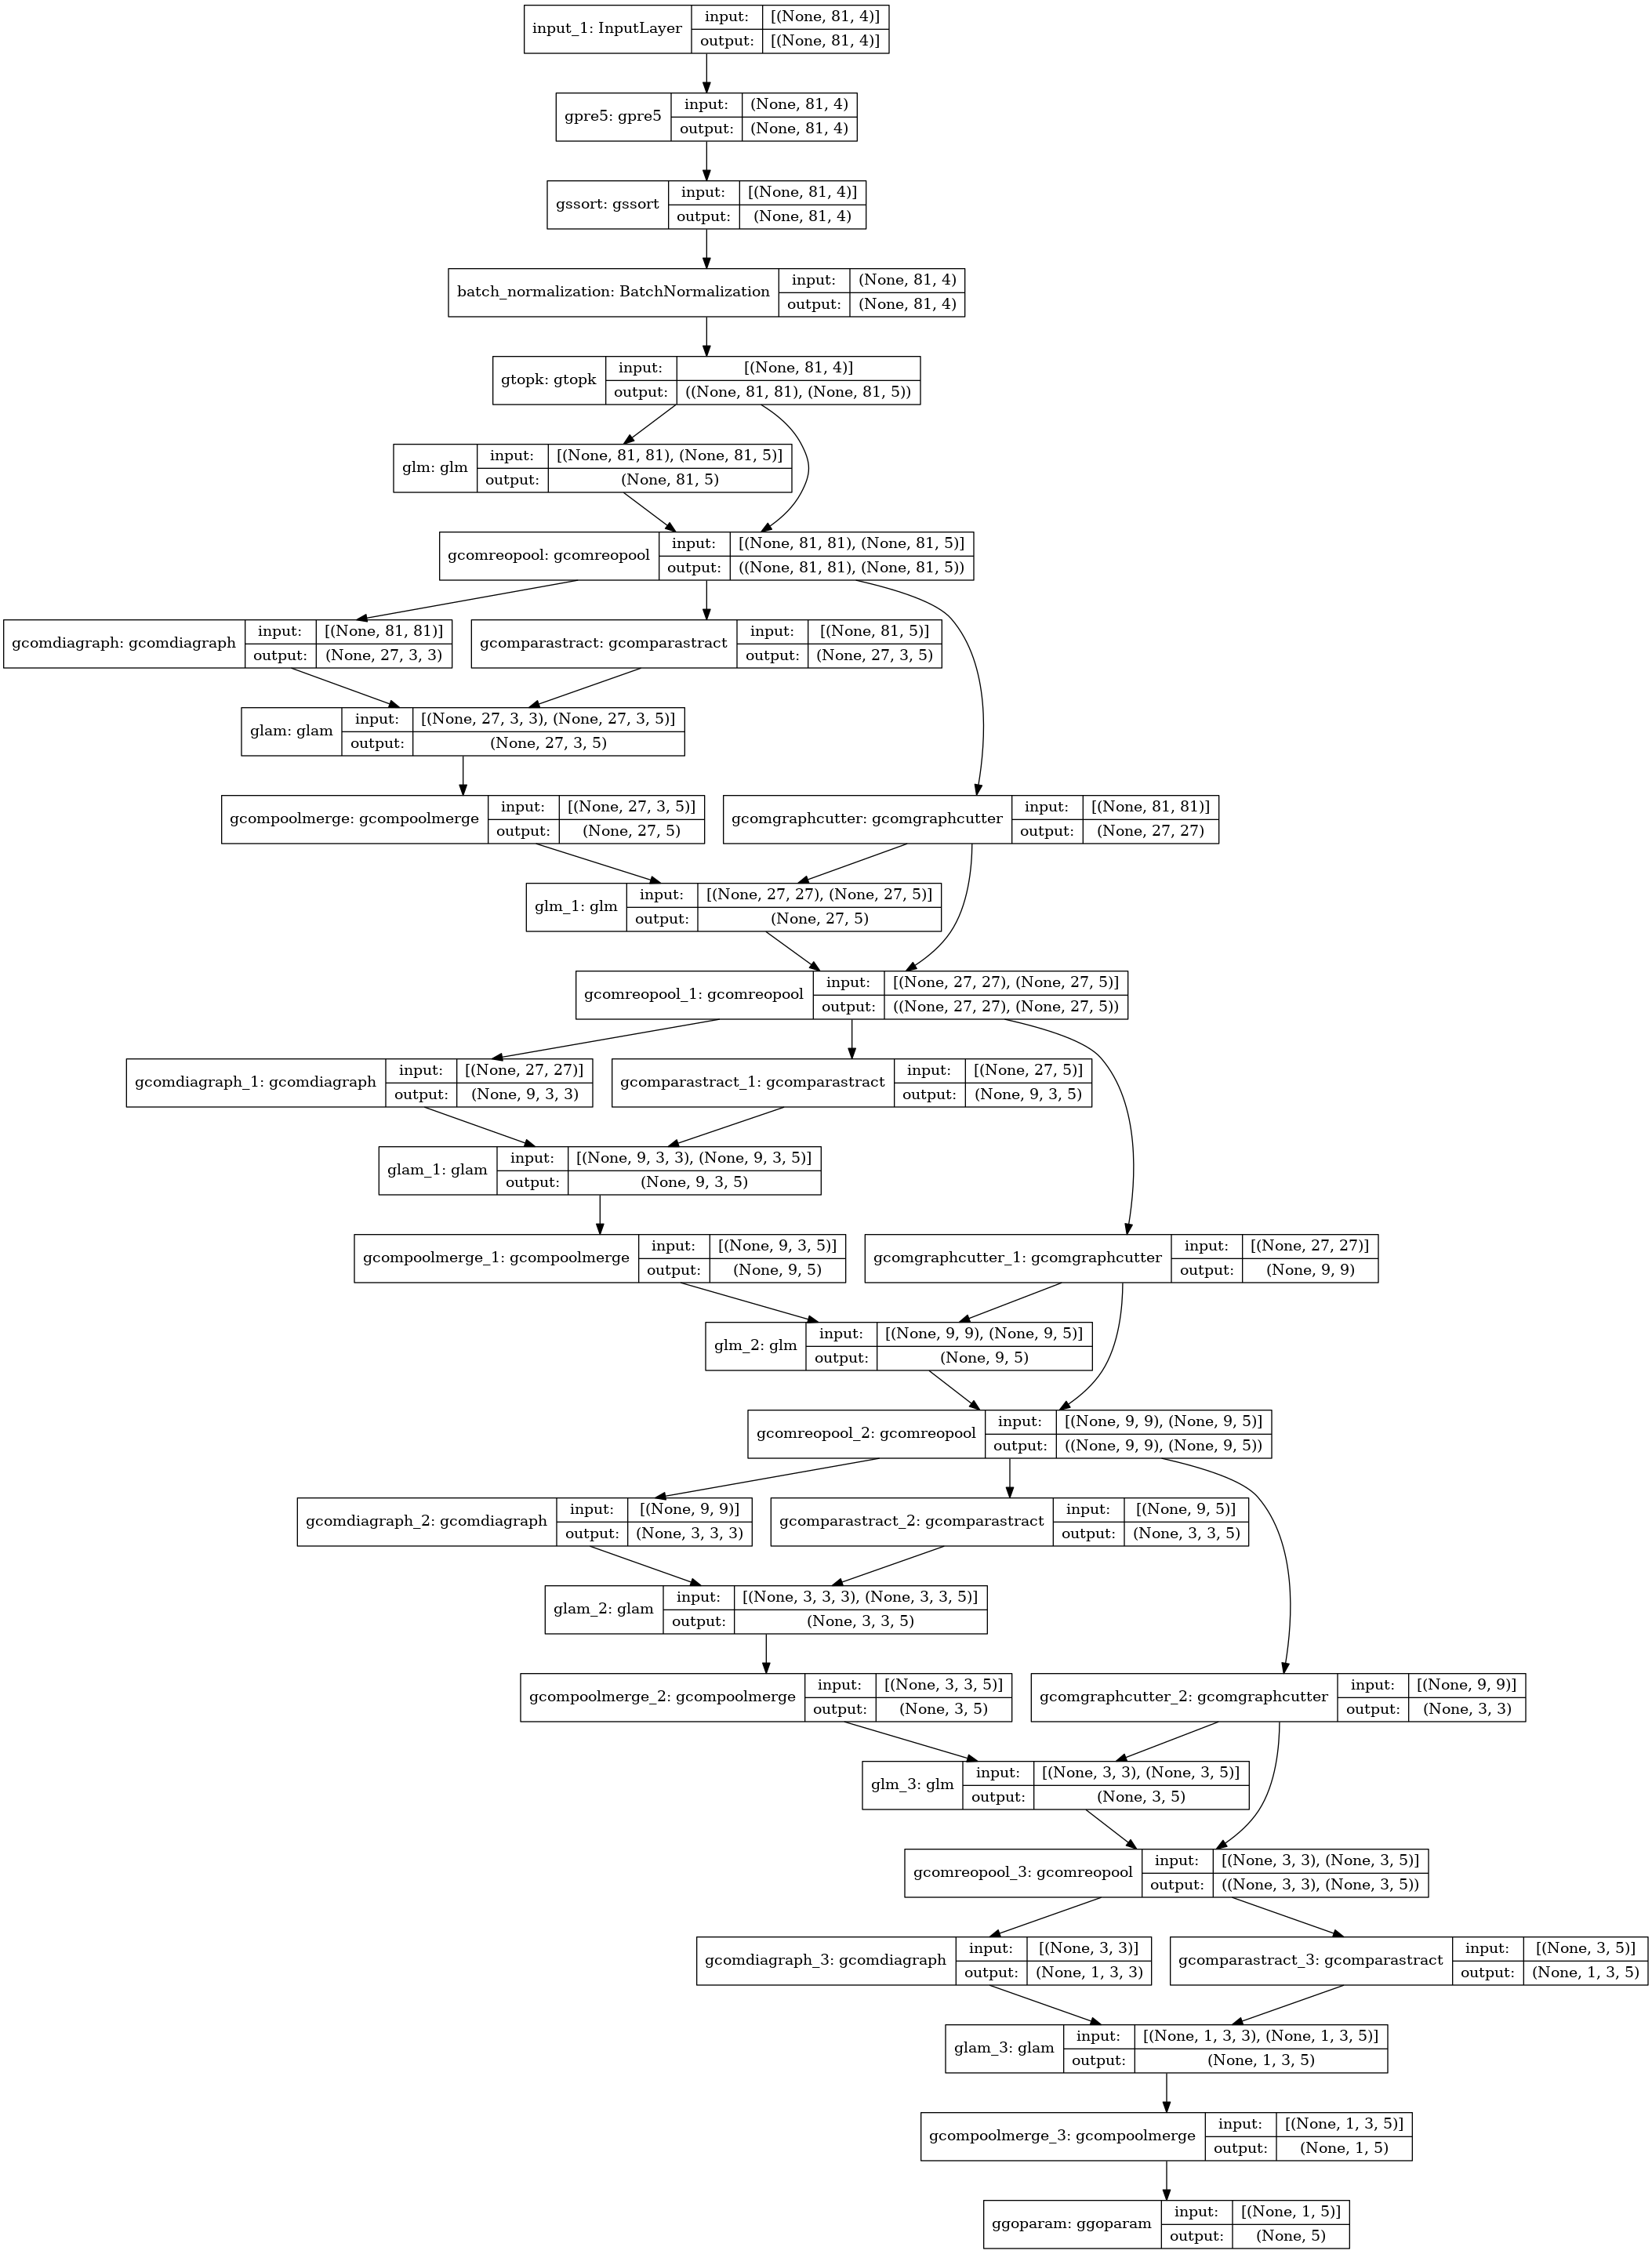 input_1: InputLayer
input: [(None, 81, 4)]
output: [(None, 81, 4)]
gpre5: gpre5
input: (None, 81, 4)
output: (None, 81, 4)
gssort: gssort
input: [(None, 81, 4)]
output: (None, 81, 4)
batch_normalization: BatchNormalization
input: (None, 81, 4)
output: (None, 81, 4)
gtopk: gtopk
input: [(None, 81, 4)]
output: ((None, 81, 81), (None, 81, 5))
glm: glm
input: [(None, 81, 81), (None, 81, 5)]
output: (None, 81, 5)
gcomreopool: gcomreopool
input: [(None, 81, 81), (None, 81, 5)]
output: ((None, 81, 81), (None, 81, 5))
gcomdiagraph: gcomdiagraph
input: [(None, 81, 81)]
output: (None, 27, 3, 3)
gcomparastract: gcomparastract
input: [(None, 81, 5)]
output: (None, 27, 3, 5)
glam: glam
input: [(None, 27, 3, 3), (None, 27, 3, 5)]
output: (None, 27, 3, 5)
gcompoolmerge: gcompoolmerge
input: [(None, 27, 3, 5)]
output: (None, 27, 5)
gcomgraphcutter: gcomgraphcutter
input: [(None, 81, 81)]
output: (None, 27, 27)
glm_1: glm
input: [(None, 27, 27), (None, 27, 5)]
output: (None, 27, 5)
gcomreopool_1: gcomreopool
input: [(None, 27, 27), (None, 27, 5)]
output: ((None, 27, 27), (None, 27, 5))
gcomdiagraph_1: gcomdiagraph
input: [(None, 27, 27)]
output: (None, 9, 3, 3)
gcomparastract_1: gcomparastract
input: [(None, 27, 5)]
output: (None, 9, 3, 5)
glam_1: glam
input: [(None, 9, 3, 3), (None, 9, 3, 5)]
output: (None, 9, 3, 5)
gcompoolmerge_1: gcompoolmerge
input: [(None, 9, 3, 5)]
output: (None, 9, 5)
gcomgraphcutter_1: gcomgraphcutter
input: [(None, 27, 27)]
output: (None, 9, 9)
glm_2: glm
input: [(None, 9, 9), (None, 9, 5)]
output: (None, 9, 5)
gcomreopool_2: gcomreopool
input: [(None, 9, 9), (None, 9, 5)]
output: ((None, 9, 9), (None, 9, 5))
gcomdiagraph_2: gcomdiagraph
input: [(None, 9, 9)]
output: (None, 3, 3, 3)
gcomparastract_2: gcomparastract
input: [(None, 9, 5)]
output: (None, 3, 3, 5)
glam_2: glam
input: [(None, 3, 3, 3), (None, 3, 3, 5)]
output: (None, 3, 3, 5)
gcompoolmerge_2: gcompoolmerge
input: [(None, 3, 3, 5)]
output: (None, 3, 5)
gcomgraphcutter_2: gcomgraphcutter
input: [(None, 9, 9)]
output: (None, 3, 3)
glm_3: glm
input: [(None, 3, 3), (None, 3, 5)]
output: (None, 3, 5)
gcomreopool_3: gcomreopool
input: [(None, 3, 3), (None, 3, 5)]
output: ((None, 3, 3), (None, 3, 5))
gcomdiagraph_3: gcomdiagraph
input: [(None, 3, 3)]
output: (None, 1, 3, 3)
gcomparastract_3: gcomparastract
input: [(None, 3, 5)]
output: (None, 1, 3, 5)
glam_3: glam
input: [(None, 1, 3, 3), (None, 1, 3, 5)]
output: (None, 1, 3, 5)
gcompoolmerge_3: gcompoolmerge
input: [(None, 1, 3, 5)]
output: (None, 1, 5)
ggoparam: ggoparam
input: [(None, 1, 5)]
output: (None, 5)